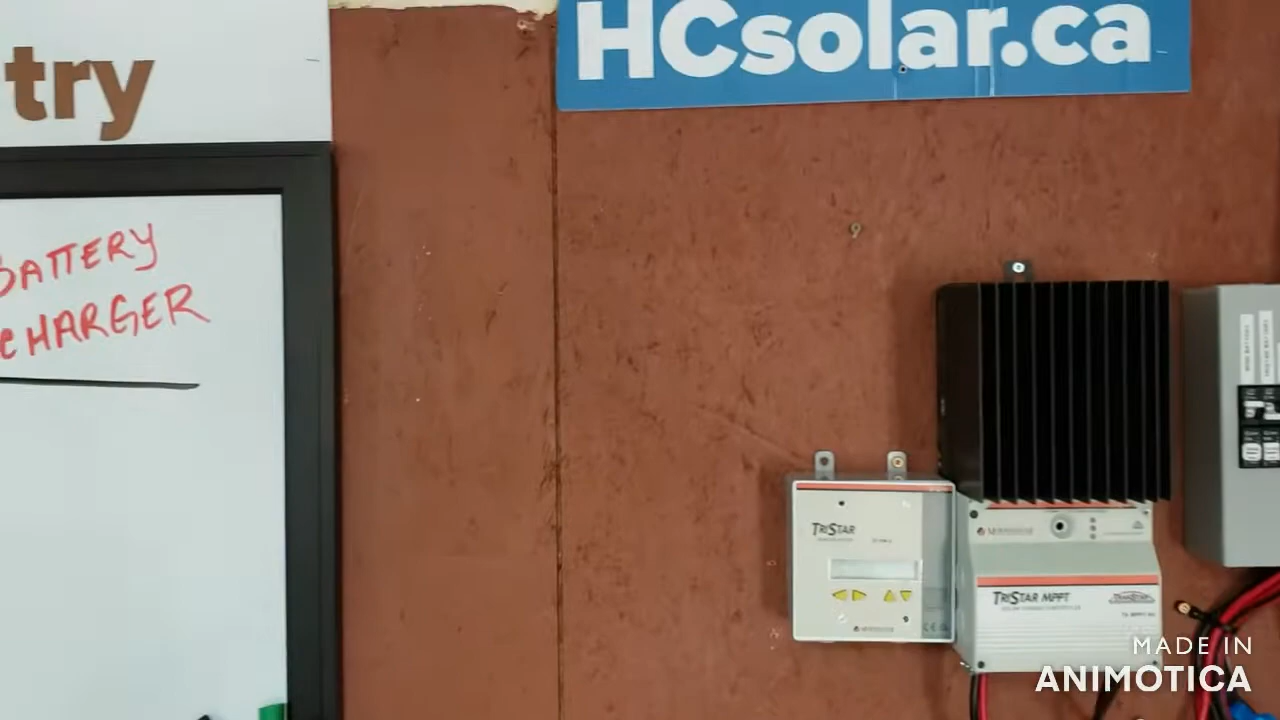 try
HCsolar.ca
BATTERY
CHARGER
TRISTAR
TRISTAR MPPT
MADE IN
ANIMOTICA